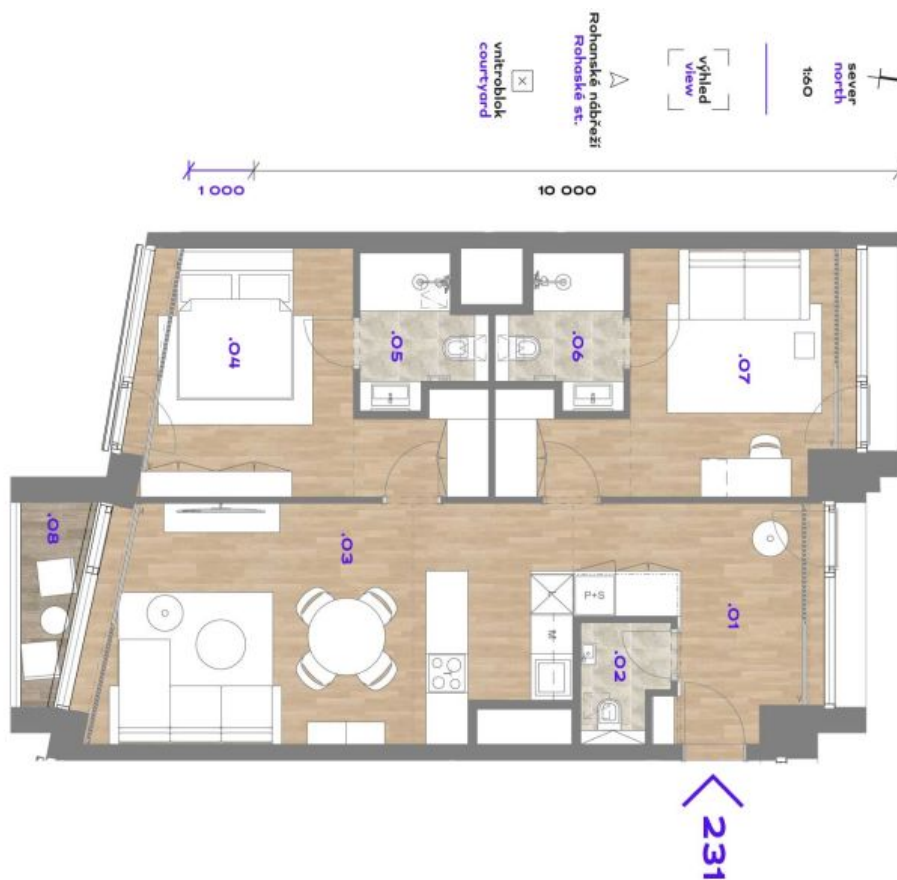 sever
north
1:60
výhled
view
Rohanské nábřeží
Rohaské st.
vnitroblok
courtyard
1 000
10 000
.04
.05
.06
.07
.08
.03
.02
.01
P+S
M
231